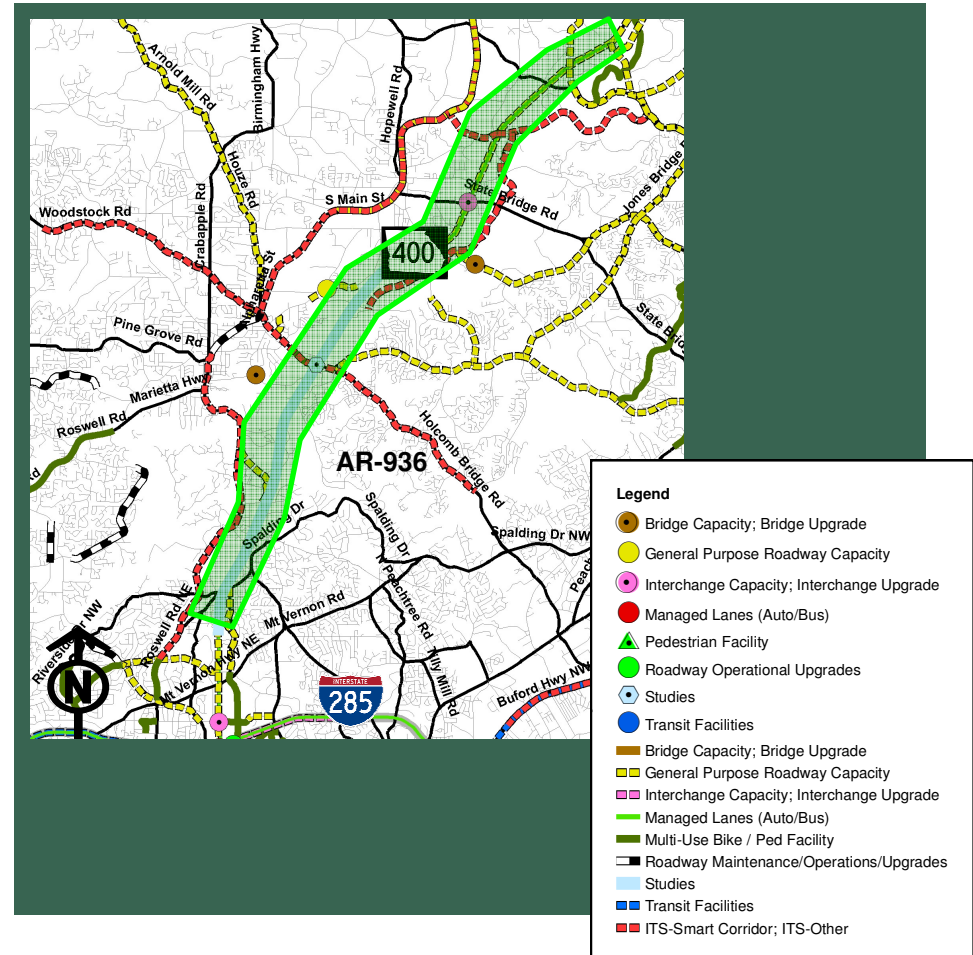 Arnold Mill Rd
Birmingham Hwy
Hopewell Rd
Houze Rd
Jones Bridge
State Bridge Rd
S Main St
Woodstock Rd
Crabapple Rd
400
Alpharetta St
State Brid
Pine Grove Rd
Marietta Hwy
Roswell Rd
Rd
Holcomb Bridge Rd
AR-936
Spalding Dr
Spalding Dr
Spalding Dr NW
N Peachtree Rd
Peac
Mt Vernon Rd
Roswell Rd NE
Riverside Dr NW
Mt Vernon Hwy NE
Tilly Mill Rd
Buford Hwy NW
N
INTERSTATE
285
Legend
Bridge Capacity; Bridge Upgrade
General Purpose Roadway Capacity
Interchange Capacity; Interchange Upgrade
Managed Lanes (Auto/Bus)
Pedestrian Facility
Roadway Operational Upgrades
Studies
Transit Facilities
Bridge Capacity; Bridge Upgrade
General Purpose Roadway Capacity
Interchange Capacity; Interchange Upgrade
Managed Lanes (Auto/Bus)
Multi-Use Bike / Ped Facility
Roadway Maintenance/Operations/Upgrades
Studies
Transit Facilities
ITS-Smart Corridor; ITS-Other